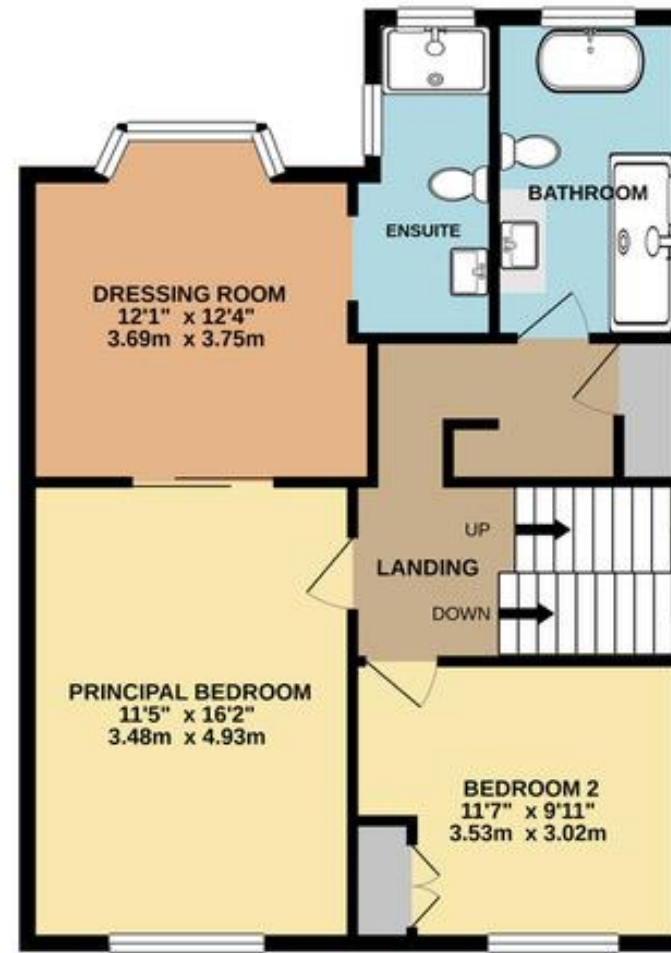 BATHROOM
ENSUITE
DRESSING ROOM
12'1" x 12'4"
3.69m x 3.75m
UP
LANDING
DOWN
PRINCIPAL BEDROOM
11'5" x 16'2"
3.48m x 4.93m
BEDROOM 2
11'7" x 9'11"
3.53m x 3.02m